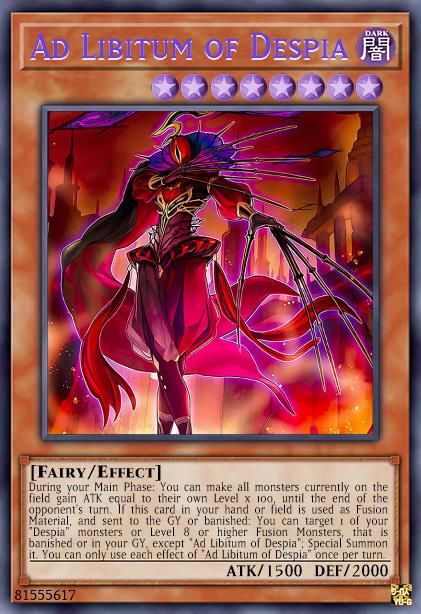 AD LIBITUM OF DESPIA
DARK
闇
[FAIRY/EFFECT]
During your Main Phase: You can make all monsters currently on the
field gain ATK equal to their own Level x 100, until the end of the
opponent's turn. If this card in your hand or field is used as Fusion
Material, and sent to the GY or banished: You can target 1 of your
"Despia" monsters or Level 8 or higher Fusion Monsters, that is
banished or in your GY, except "Ad Libitum of Despia"; Special Summon
it. You can only use each effect of "Ad Libitum of Despia" once per turn.
ATK/1500 DEF/2000
81555617